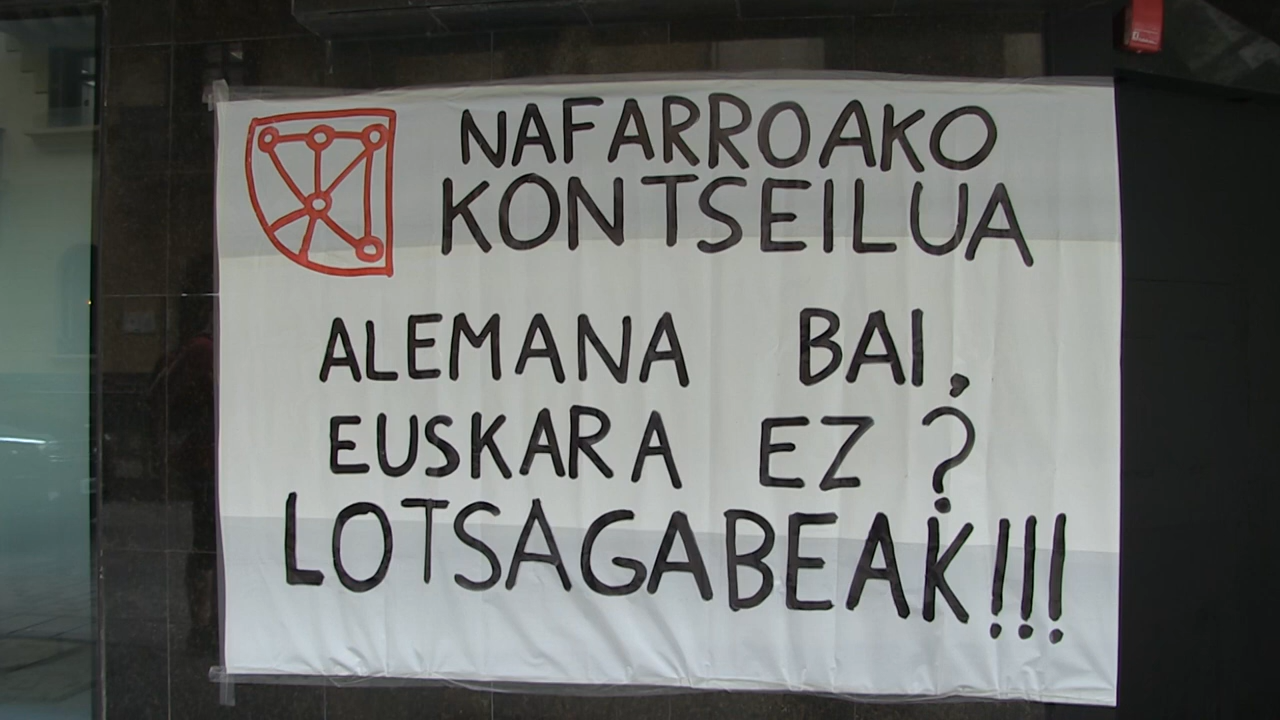 NAFARROAKO
KONTSEILUA
ALEMANA BAI,
EUSKARA EZ?
LOTSAGABEAK!!!